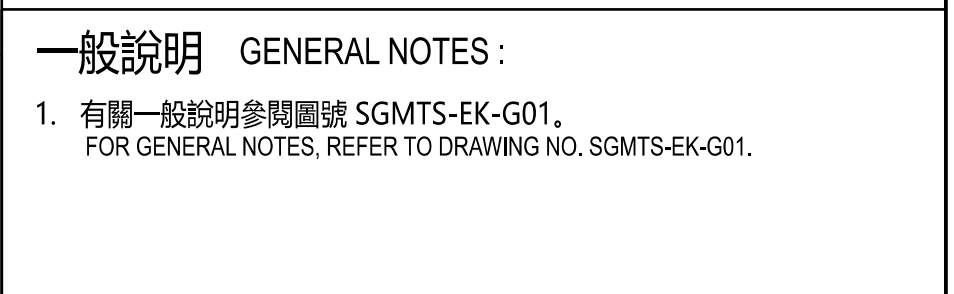 一般說明 GENERAL NOTES :
1. 有關一般說明參閱圖號 SGMTS-EK-G01。
FOR GENERAL NOTES, REFER TO DRAWING NO. SGMTS-EK-G01.